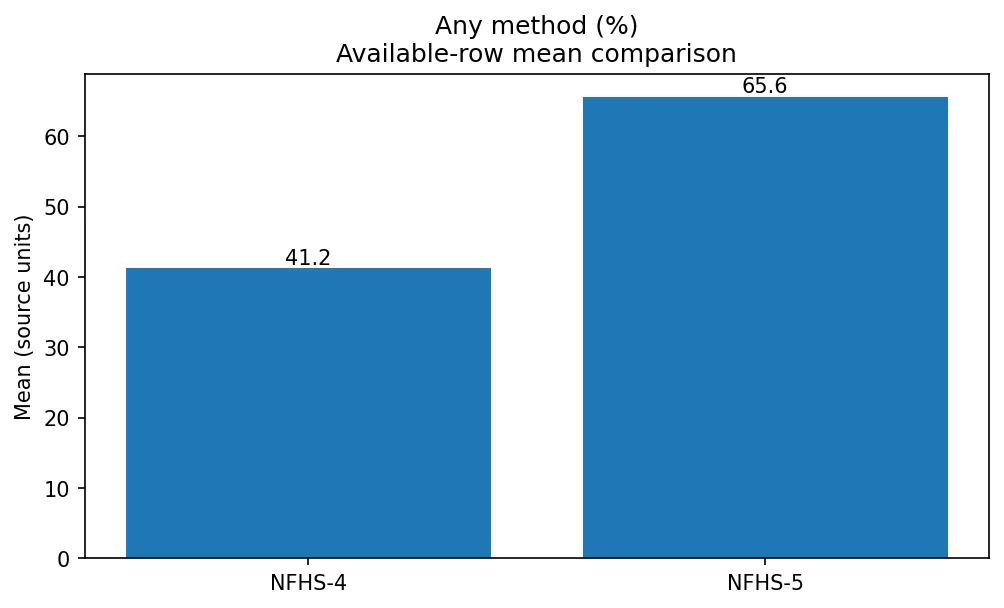 Any method (%)
Available-row mean comparison
Mean (source units)
60
50
40
30
20
10
0
41.2
65.6
NFHS-4
NFHS-5